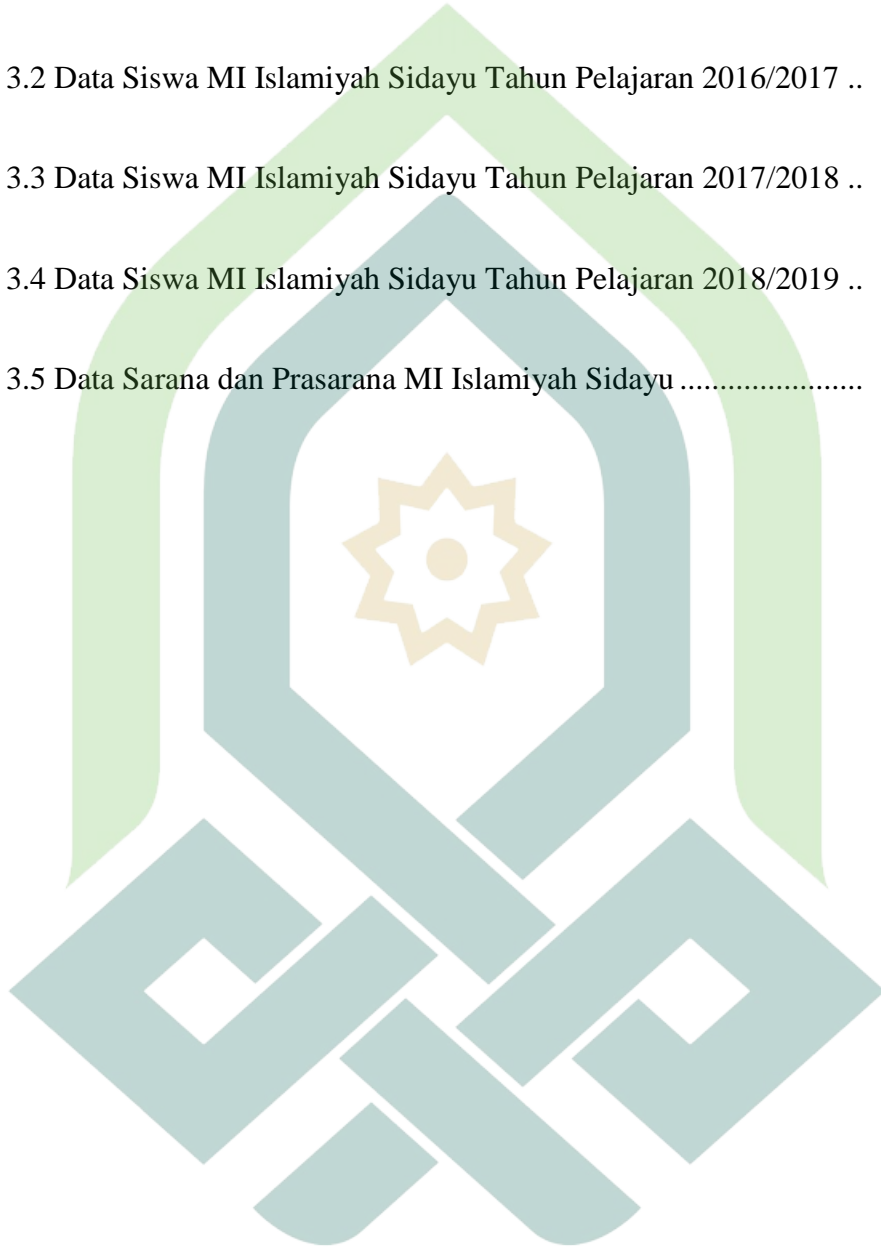 3.2 Data Siswa MI Islamiyah Sidayu Tahun Pelajaran 2016/2017 ..
3.3 Data Siswa MI Islamiyah Sidayu Tahun Pelajaran 2017/2018 ..
3.4 Data Siswa MI Islamiyah Sidayu Tahun Pelajaran 2018/2019 ..
3.5 Data Sarana dan Prasarana MI Islamiyah Sidayu .......................